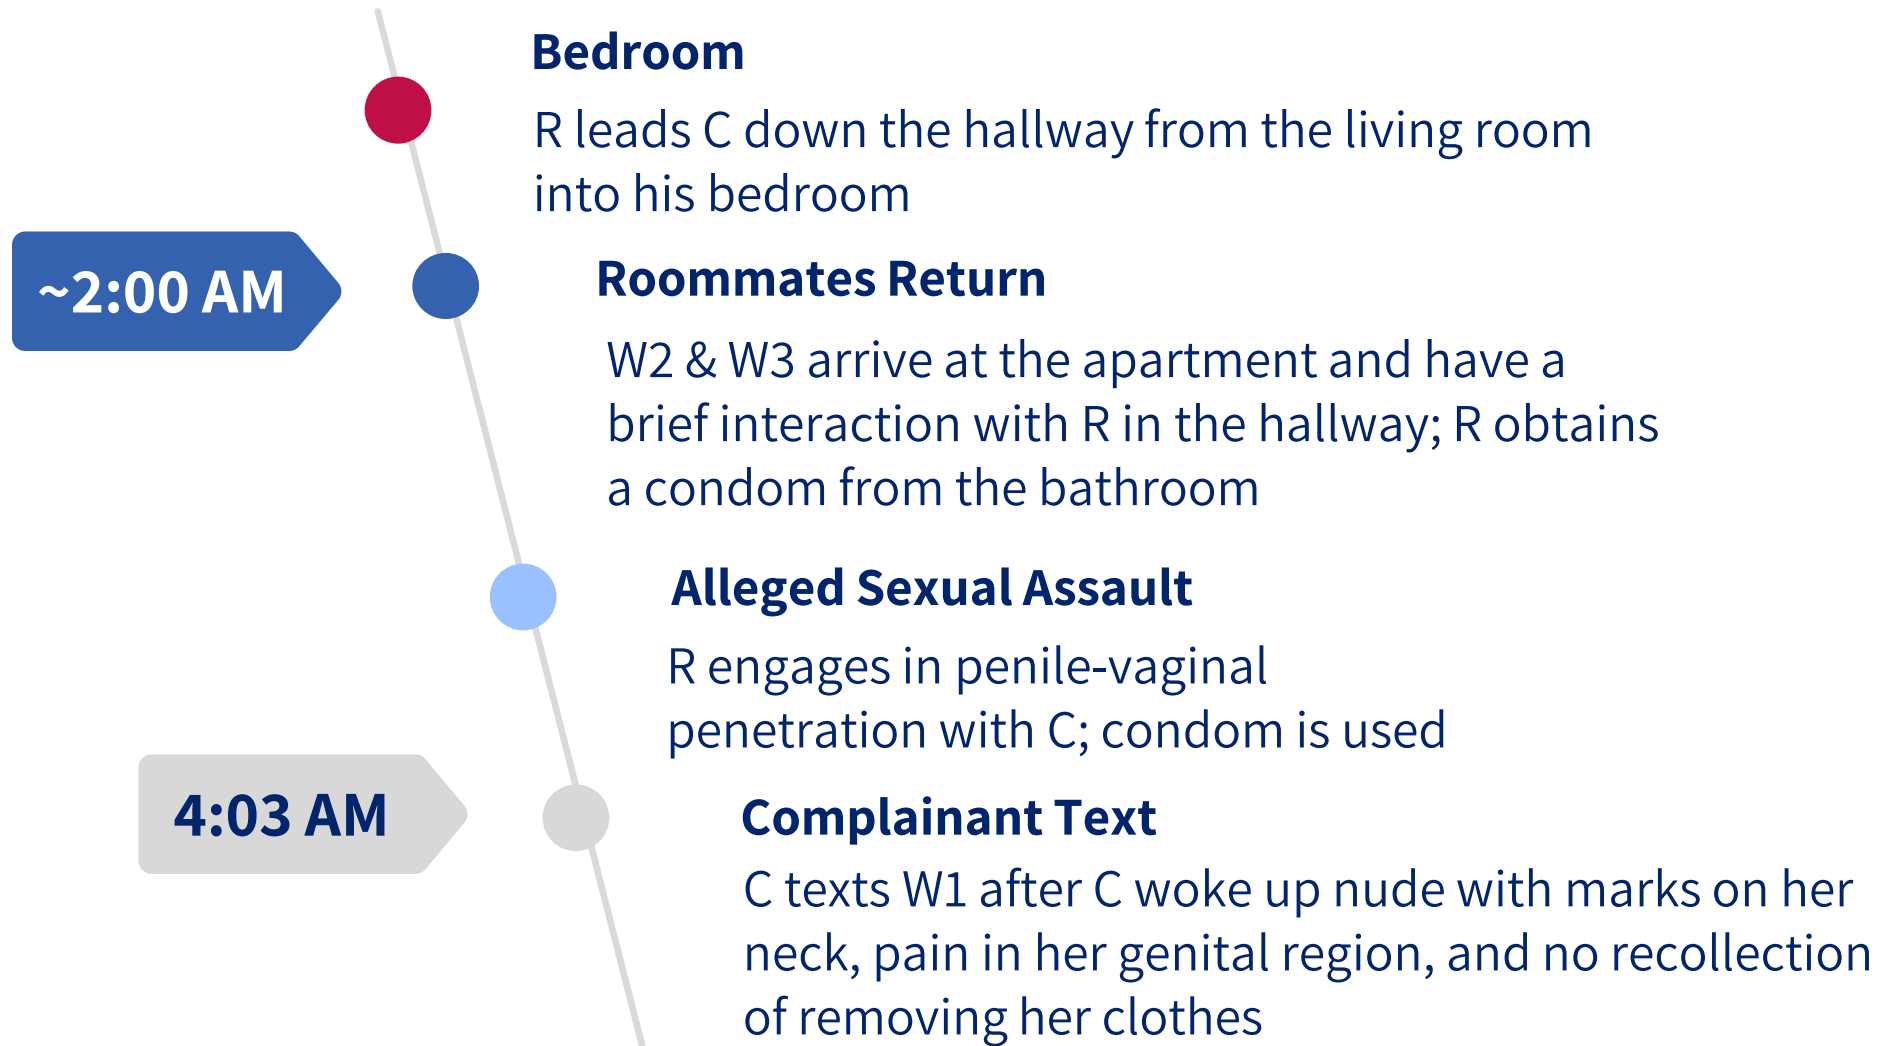 Bedroom
R leads C down the hallway from the living room
into his bedroom
~2:00 AM
Roommates Return
W2 & W3 arrive at the apartment and have a
brief interaction with R in the hallway; R obtains
a condom from the bathroom
Alleged Sexual Assault
R engages in penile-vaginal
penetration with C; condom is used
4:03 AM
Complainant Text
C texts W1 after C woke up nude with marks on her
neck, pain in her genital region, and no recollection
of removing her clothes